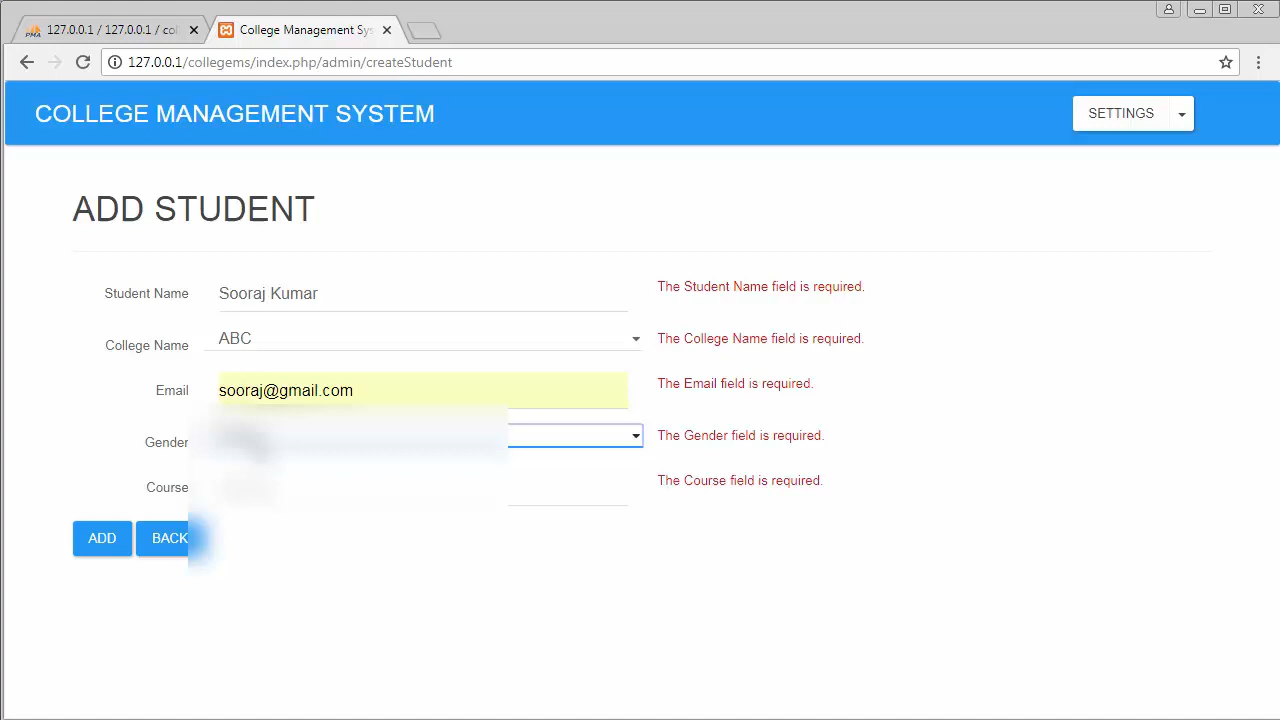 127.0.0.1 / 127.0.0.1 / col
College Management Sys
127.0.0.1/collegems/index.php/admin/createStudent
COLLEGE MANAGEMENT SYSTEM
SETTINGS
ADD STUDENT
Student Name
Sooraj Kumar
The Student Name field is required.
College Name
ABC
The College Name field is required.
Email
sooraj@gmail.com
The Email field is required.
Gender
The Gender field is required.
Course
The Course field is required.
ADD
BACK